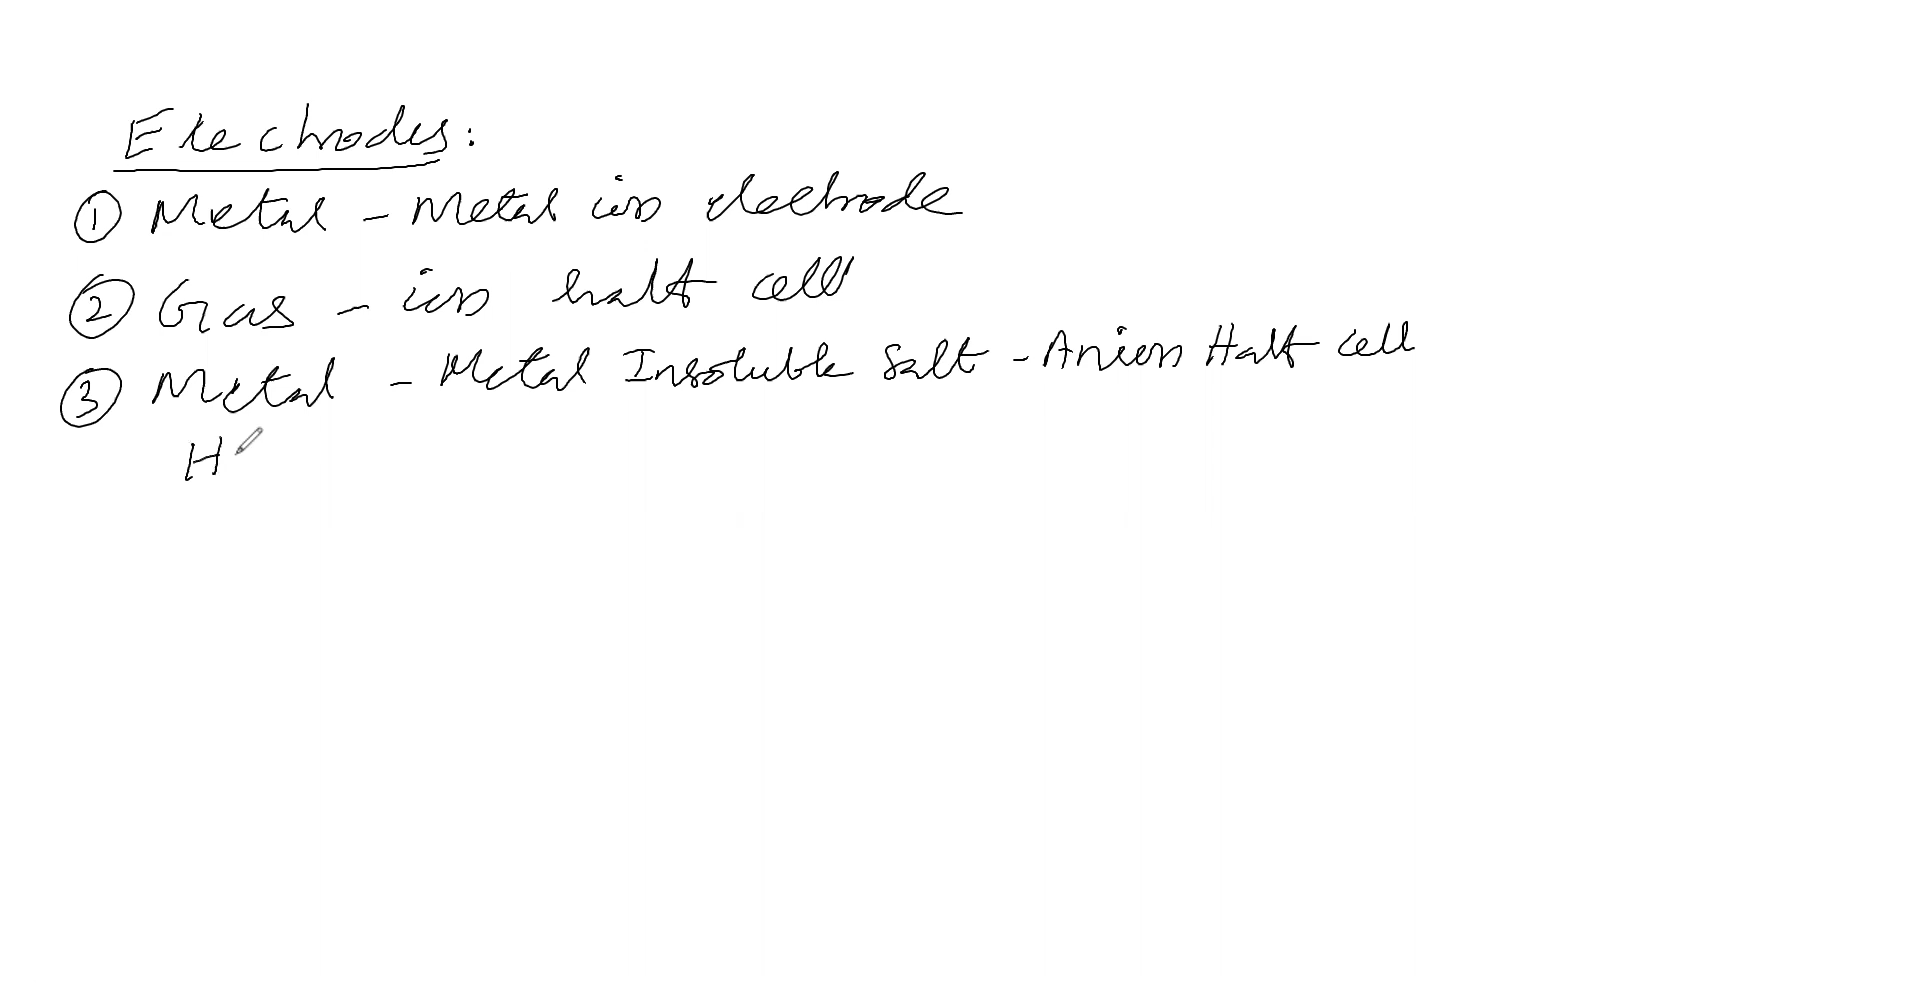 Electrodes:
① Metal - Metal ion electrode
② Gas - ion half cell
③ Metal - Metal Insoluble Salt - Anion Half cell
H